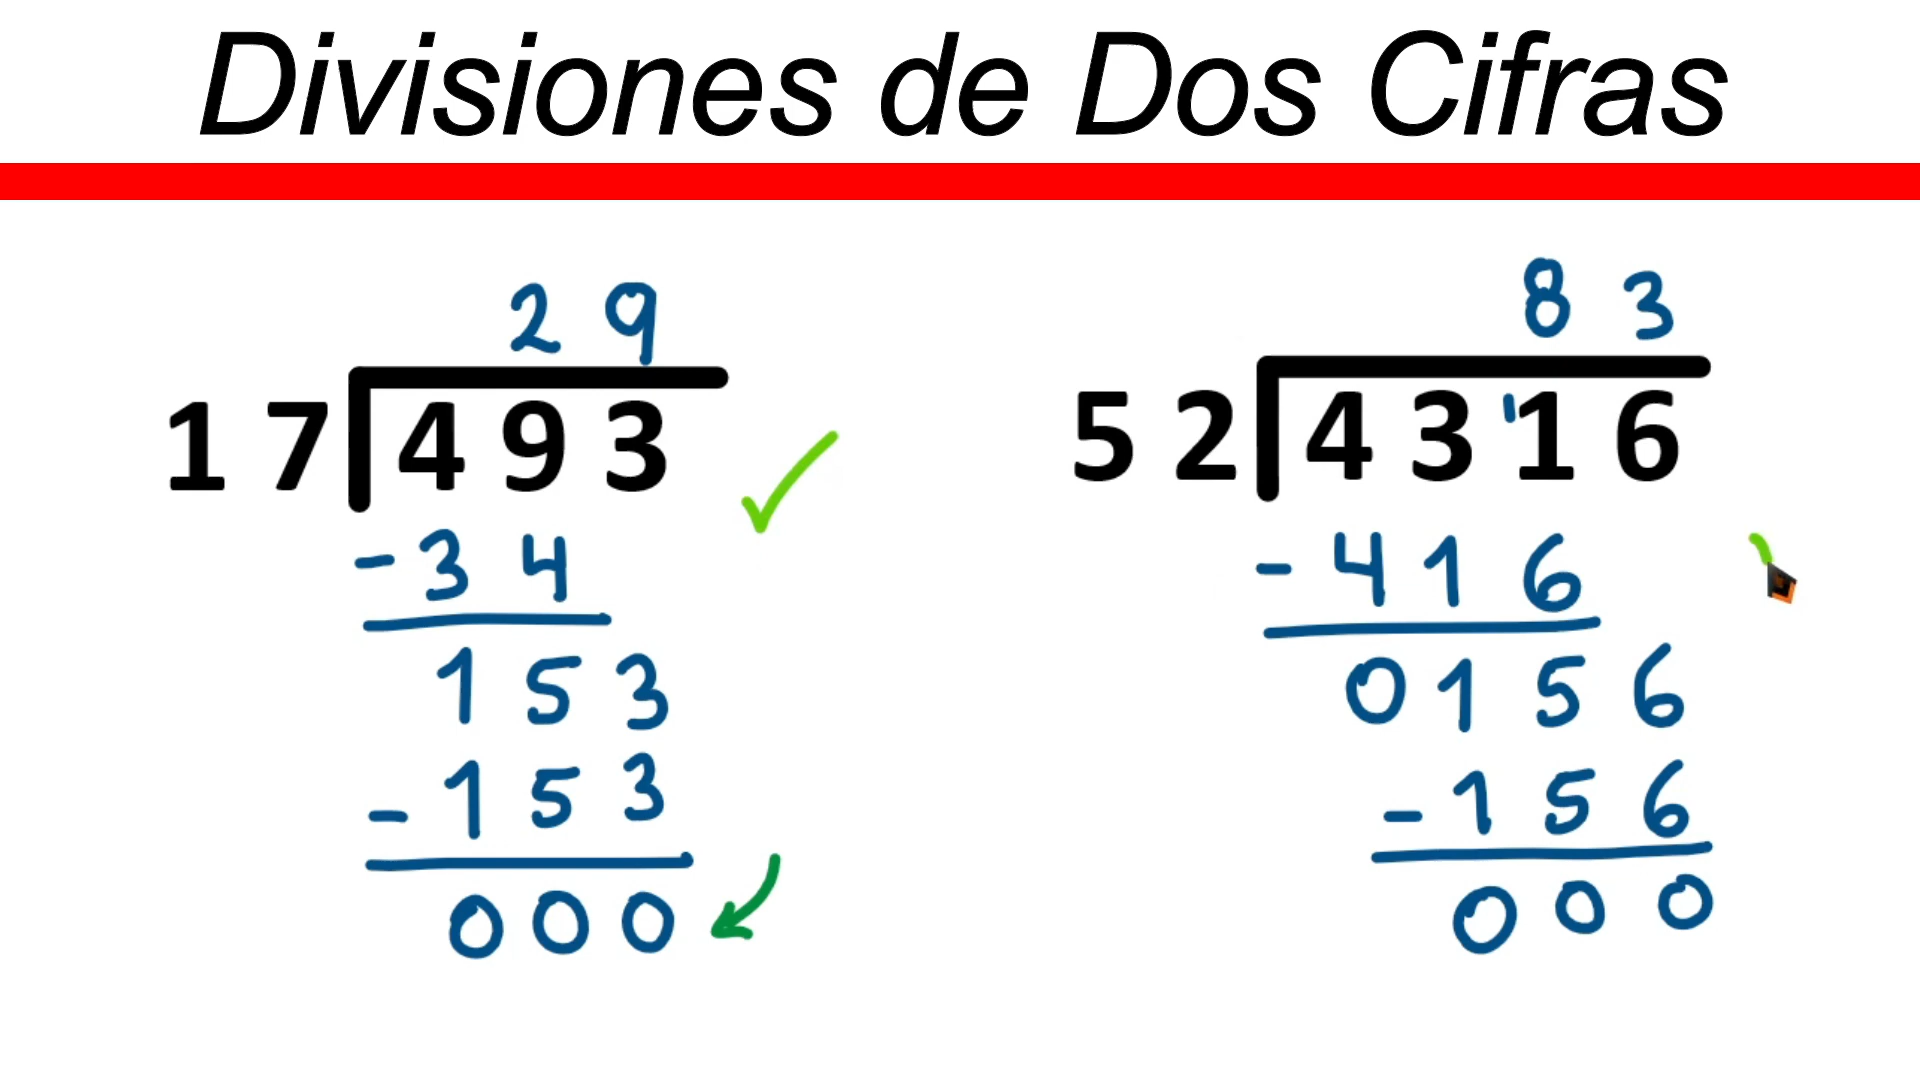 Divisiones de Dos Cifras
2 9
1 7 4 9 3
- 3 4
1 5 3
- 1 5 3
0 0 0
8 3
5 2 4 3 ' 1 6
- 4 1 6
0 1 5 6
- 1 5 6
0 0 0